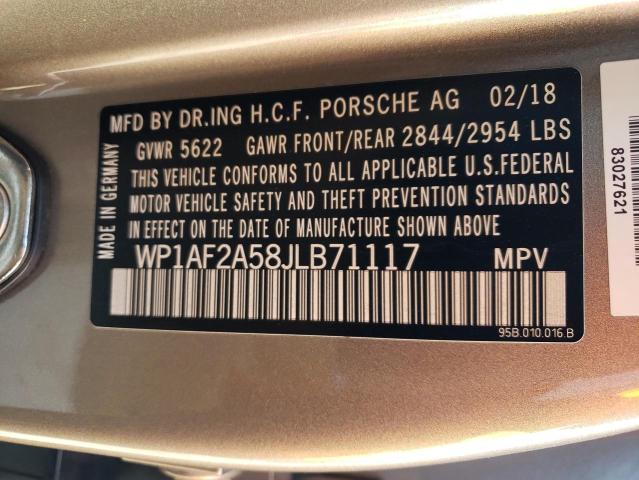 MFD BY DR.ING H.C.F. PORSCHE AG 02/18
GVWR 5622 GAWR FRONT/REAR 2844/2954 LBS
THIS VEHICLE CONFORMS TO ALL APPLICABLE U.S.FEDERAL
MOTOR VEHICLE SAFETY AND THEFT PREVENTION STANDARDS
IN EFFECT ON THE DATE OF MANUFACTURE SHOWN ABOVE.
WP1AF2A58JLB71117 MPV
95B.010.016 B
MADE IN GERMANY
83027621